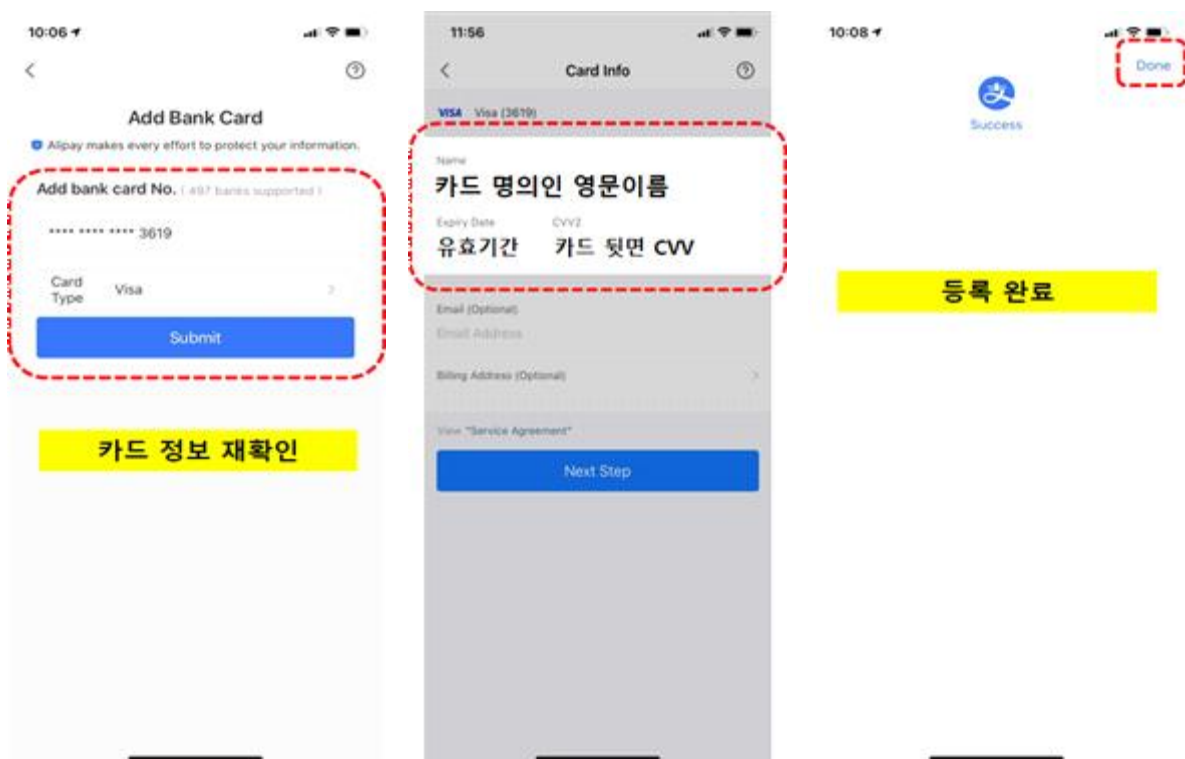 10:06
Add Bank Card
Alipay makes every effort to protect your information.
Add bank card No. ( 497 banks supported )
**** **** **** 3619
Card Type
Visa
Submit
카드 정보 재확인
11:56
Card Info
VISA Visa (3619)
Name
카드 명의인 영문이름
Expiry Date CVV2
유효기간 카드 뒷면 CVV
Email (Optional)
Email Address
Billing Address (Optional)
View "Service Agreement"
Next Step
10:08
Done
支
Success
등록 완료